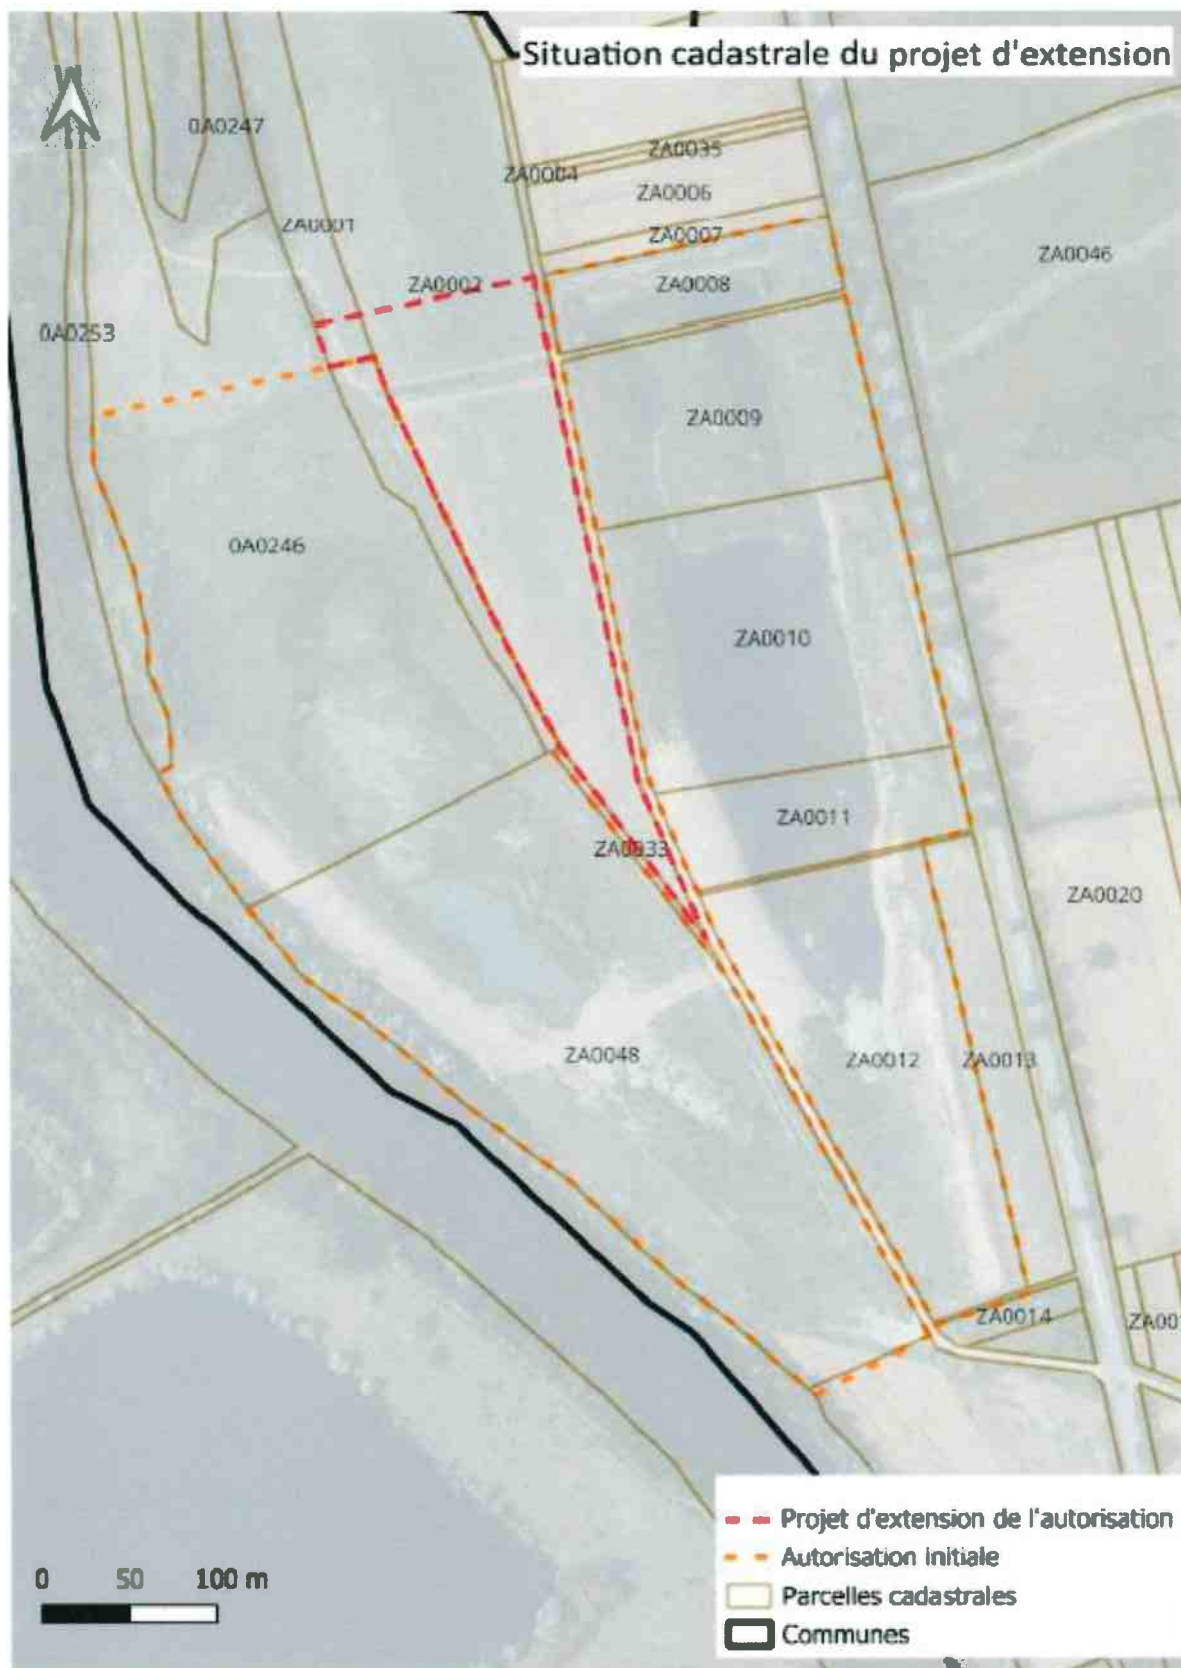 Situation cadastrale du projet d'extension
0A0247
ZA0035
ZA0004
ZA0006
ZA0001
ZA0007
ZA0046
ZA0002
ZA0008
0A0253
ZA0009
0A0246
ZA0010
ZA0011
ZA0033
ZA0020
ZA0048
ZA0012
ZA0013
ZA0014
ZA00
Projet d'extension de l'autorisation
Autorisation initiale
Parcelles cadastrales
Communes
0 50 100 m